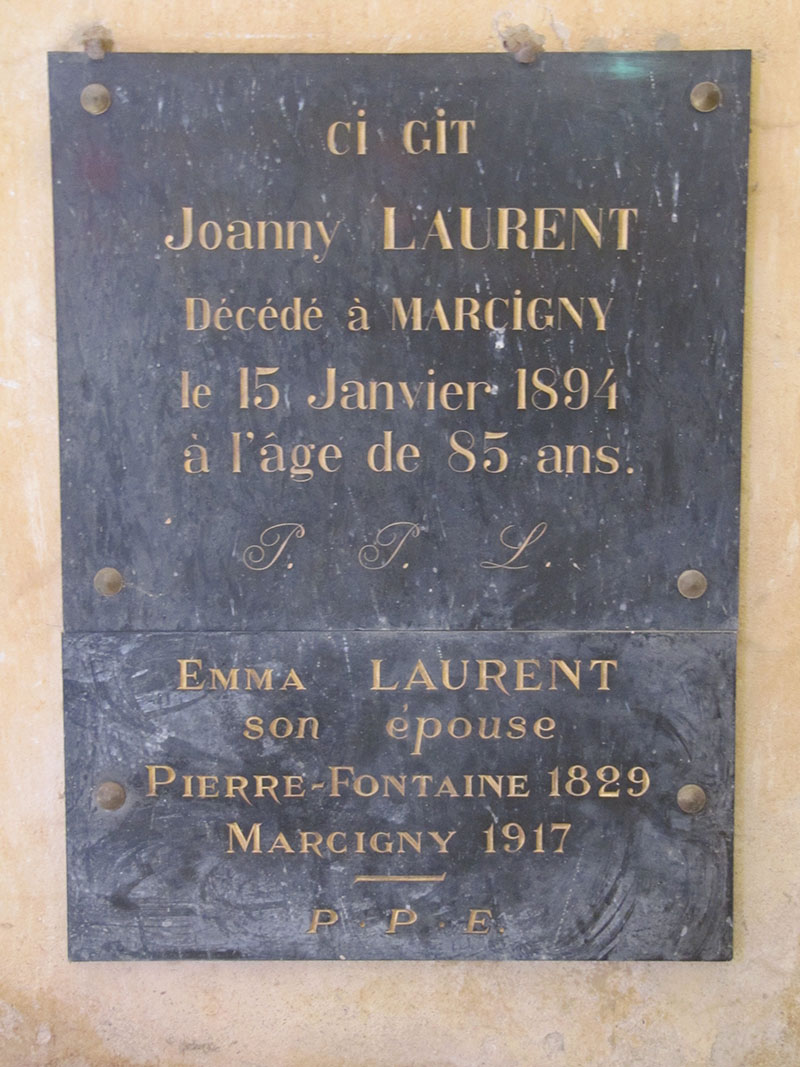 Ci GiT
Joanny LAURENT
Décédé à MARCiGNY
le 15 Janvier 1894
à l'âge de 85 ans.
P. P. L.
EMMA LAURENT
son épouse
PIERRE-FONTAINE 1829
MARCIGNY 1917
P·P·E.